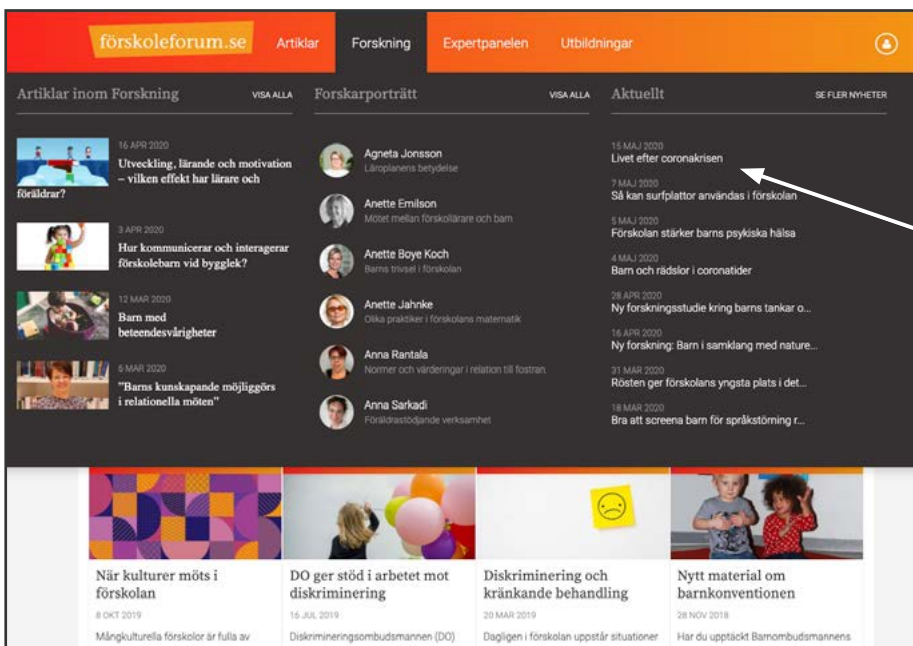 förskoleforum.se
Artiklar
Forskning
Expertpanelen
Utbildningar
Artiklar inom Forskning
VISA ALLA
16 APR 2020
Utveckling, lärande och motivation
– vilken effekt har lärare och
föräldrar?
3 APR 2020
Hur kommunicerar och interagerar
förskolebarn vid bygglek?
12 MAR 2020
Barn med
beteendesvårigheter
6 MAR 2020
"Barns kunskapande möjliggörs
i relationella möten"
Forskarporträtt
VISA ALLA
Agneta Jonsson
Läroplanens betydelse
Anette Emilson
Mötet mellan förskollärare och barn
Anette Boye Koch
Barns trivsel i förskolan
Anette Jahnke
Olika praktiker i förskolans matematik
Anna Rantala
Normer och värderingar i relation till fostran
Anna Sarkadi
Föräldrastödjande verksamhet
Aktuellt
SE FLER NYHETER
15 MAJ 2020
Livet efter coronakrisen
7 MAJ 2020
Så kan surfplattor användas i förskolan
5 MAJ 2020
Förskolan stärker barns psykiska hälsa
4 MAJ 2020
Barn och rädslor i coronatider
28 APR 2020
Ny forskningsstudie kring barns tankar o...
16 APR 2020
Ny forskning: Barn i samklang med nature...
31 MAR 2020
Rösten ger förskolans yngsta plats i det...
18 MAR 2020
Bra att screena barn för språkstörning r...
När kulturer möts i
förskolan
8 OKT 2019
Mångkulturella förskolor är fulla av
DO ger stöd i arbetet mot
diskriminering
16 JUL 2019
Diskrimineringsombudsmannen (DO)
Diskriminering och
kränkande behandling
20 MAR 2019
Dagligen i förskolan uppstår situationer
Nytt material om
barnkonventionen
28 NOV 2018
Har du upptäckt Barnombudsmannens